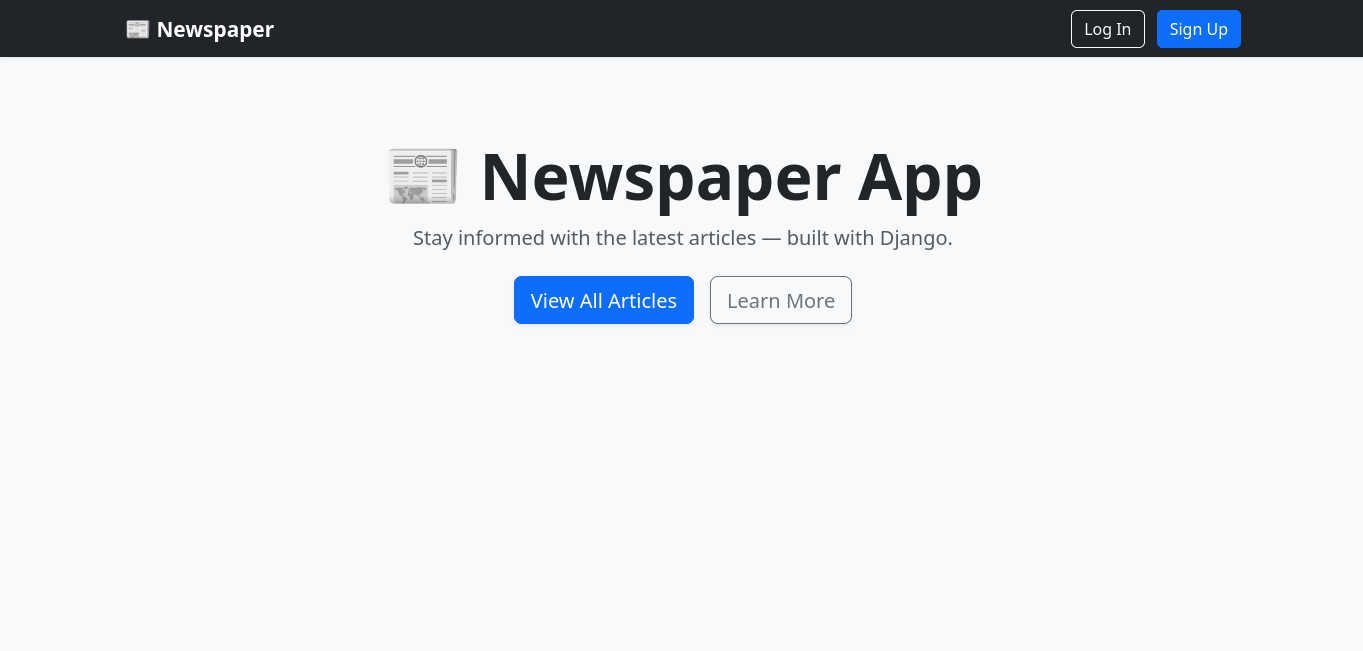 📰 Newspaper
Log In
Sign Up
📰 Newspaper App
Stay informed with the latest articles — built with Django.
View All Articles
Learn More